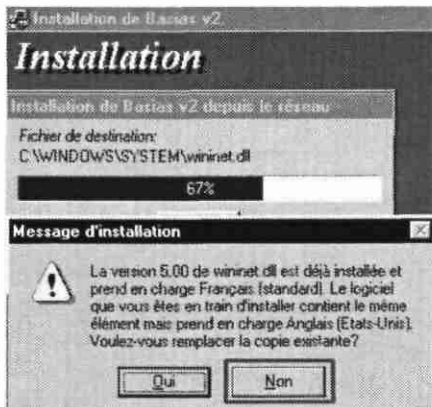 Installation de Basias v2
Installation
Installation de Basias v2 depuis le réseau
Fichier de destination:
C:\WINDOWS\SYSTEM\wininet.dll
67%
Message d'installation
La version 5.00 de wininet.dll est déjà installée et
prend en charge Français (standard). Le logiciel
que vous êtes en train d'installer contient le même
élément mais prend en charge Anglais (Etats-Unis).
Voulez-vous remplacer la copie existante?
Oui
Non